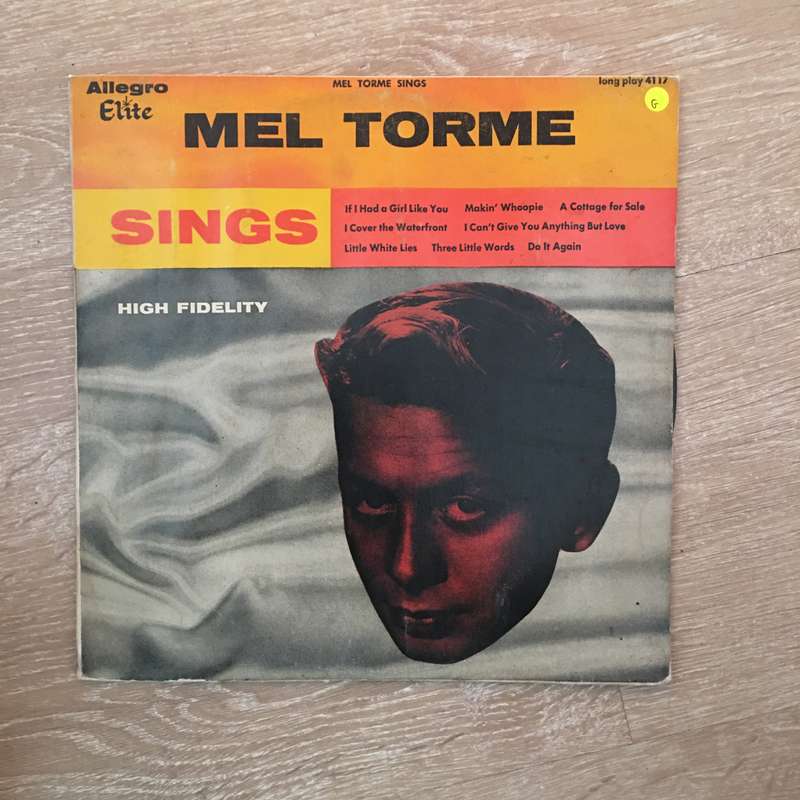 Allegro
Elite
MEL TORME SINGS
long play 4117
G
MEL TORME
SINGS
If I Had a Girl Like You Makin' Whoopie A Cottage for Sale
I Cover the Waterfront I Can't Give You Anything But Love
Little White Lies Three Little Words Do It Again
HIGH FIDELITY